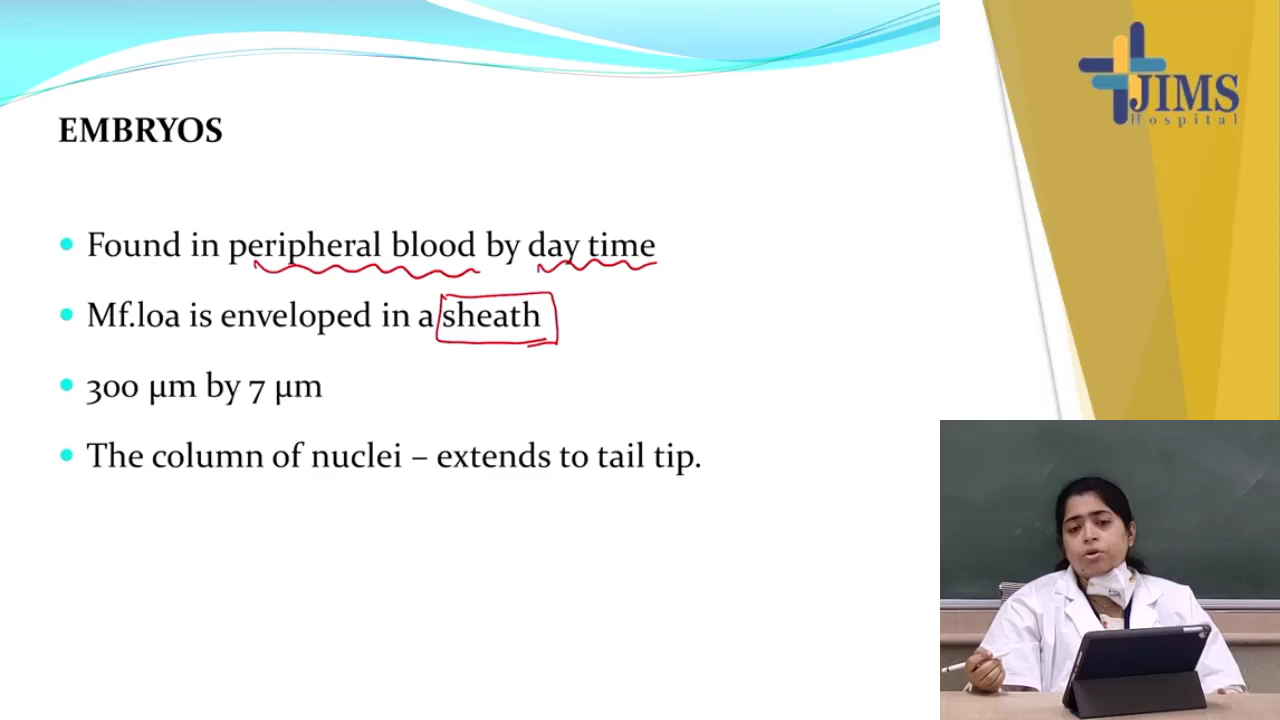 JIMS
Hospital
EMBRYOS
• Found in peripheral blood by day time
• Mf.loa is enveloped in a sheath
• 300 µm by 7 µm
• The column of nuclei – extends to tail tip.